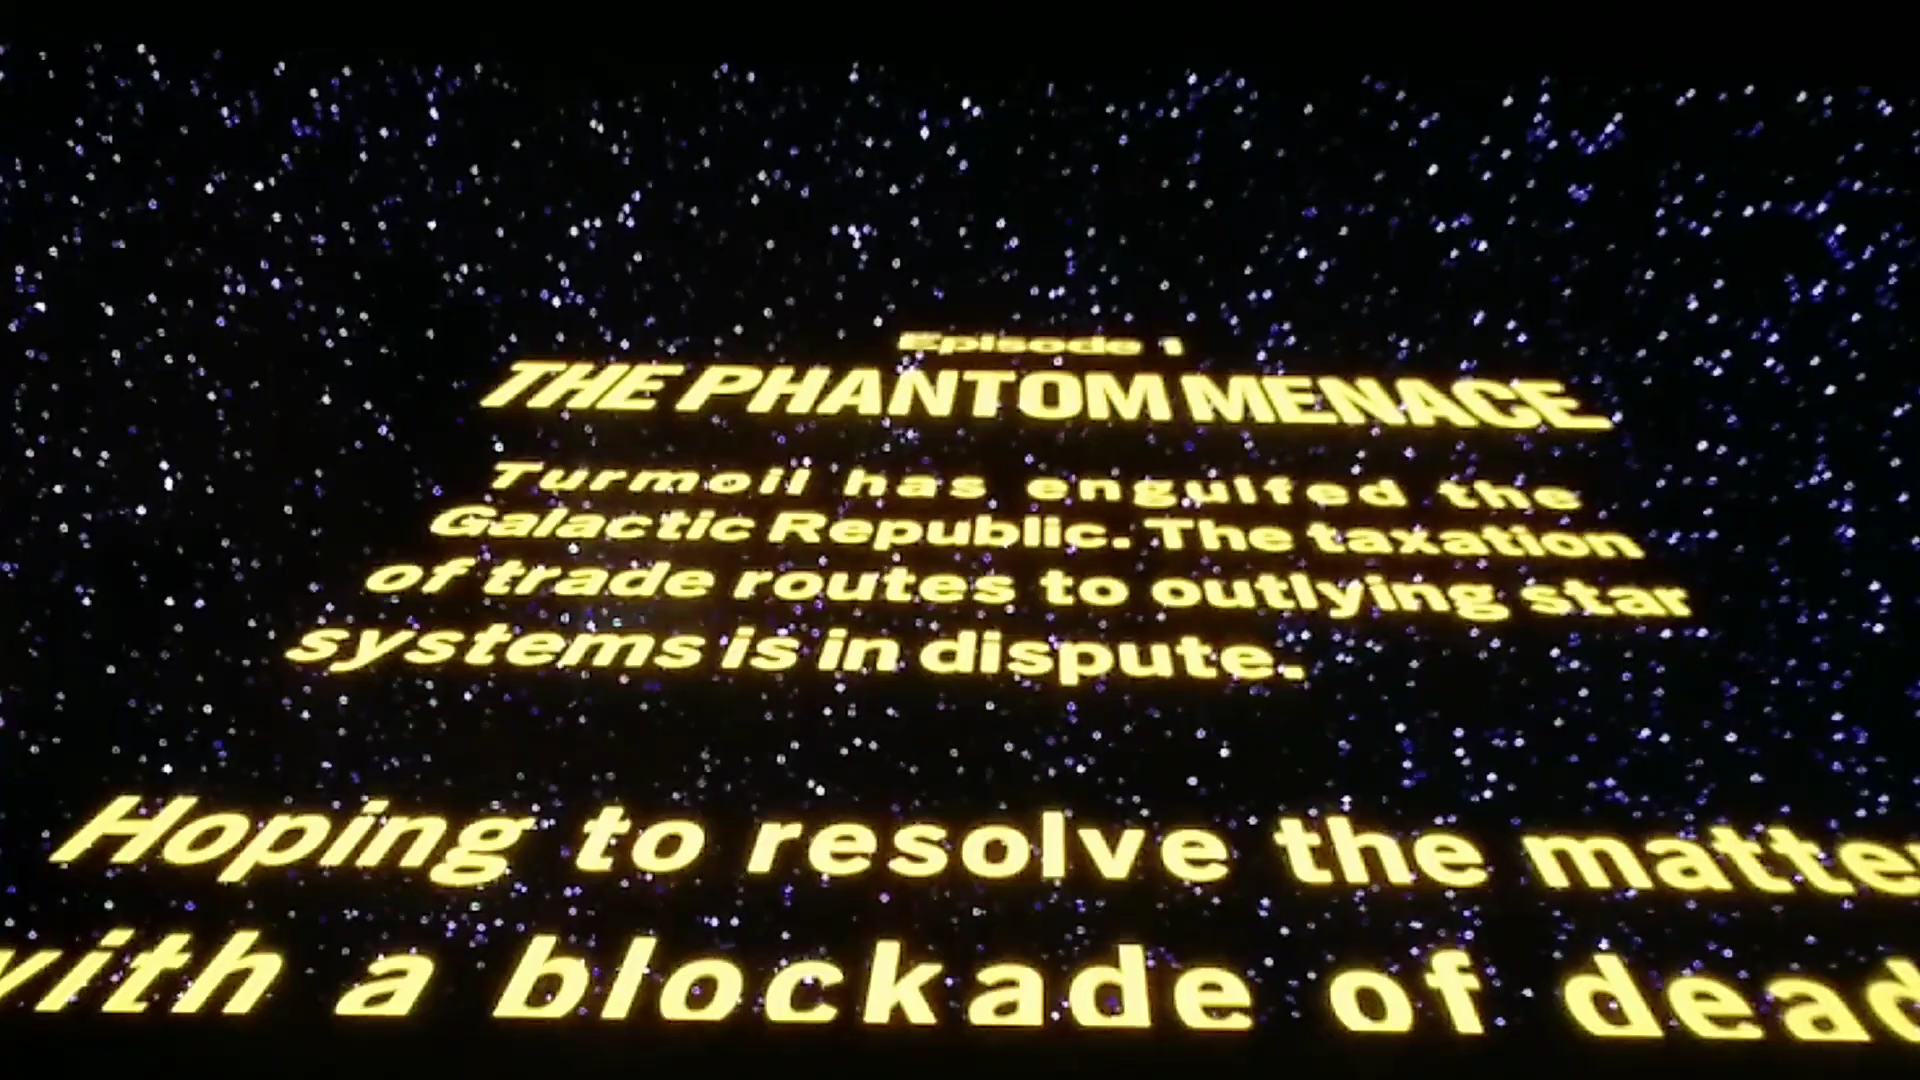 Episode 1
THE PHANTOM MENACE
Turmoil has engulfed the
Galactic Republic. The taxation
of trade routes to outlying star
systems is in dispute.
Hoping to resolve the matter
with a blockade of dead